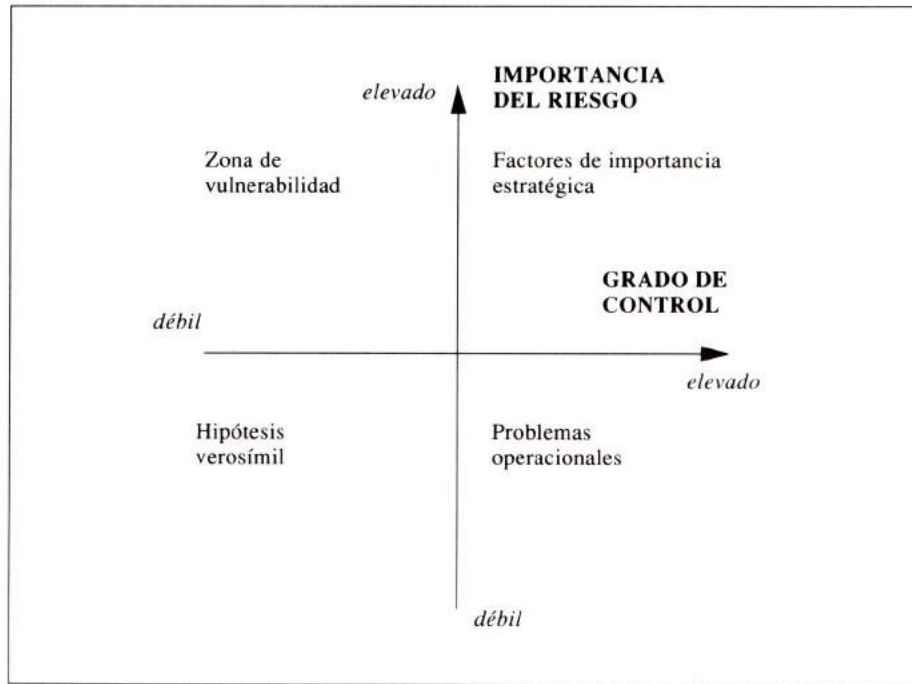 IMPORTANCIA
DEL RIESGO
elevado
Zona de
vulnerabilidad
Factores de importancia
estratégica
GRADO DE
CONTROL
débil
elevado
Hipótesis
verosímil
Problemas
operacionales
débil